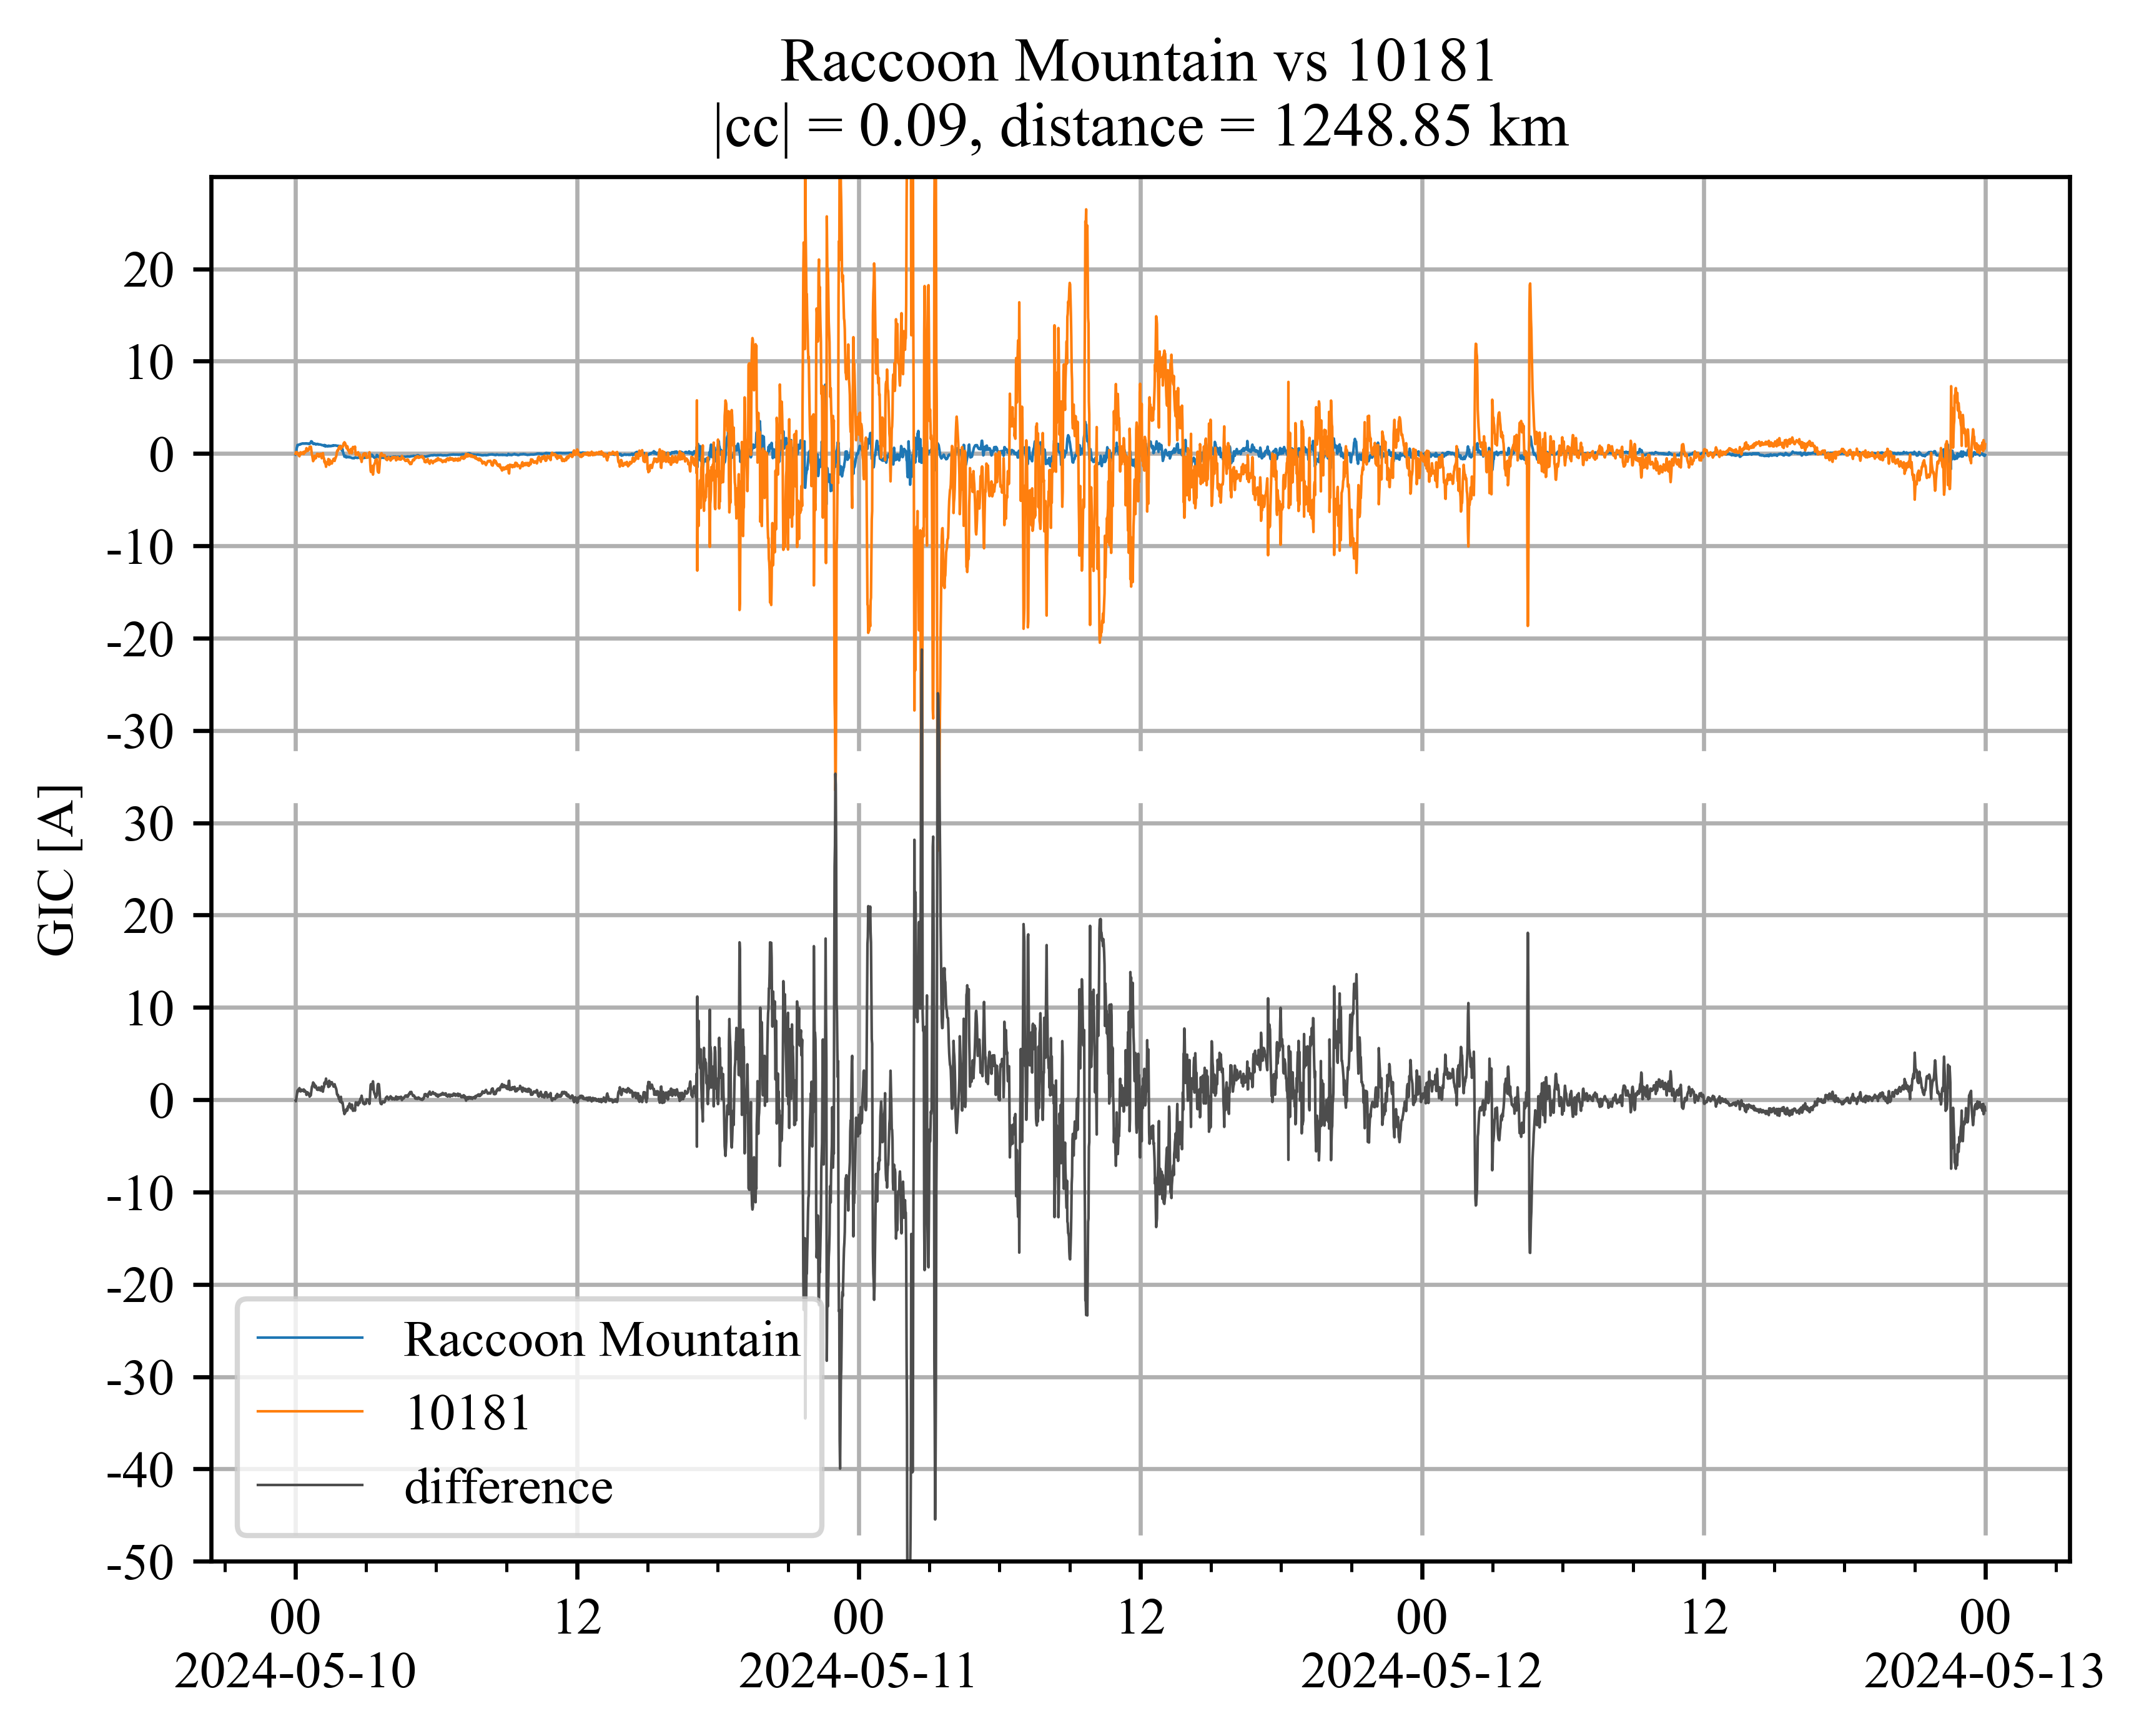 Raccoon Mountain vs 10181
|cc| = 0.09, distance = 1248.85 km
GIC [A]
20
10
0
-10
-20
-30
30
20
10
0
-10
-20
-30
-40
-50
Raccoon Mountain
10181
difference
00 12 00 12 00 12 00
2024-05-10 2024-05-11 2024-05-12 2024-05-13